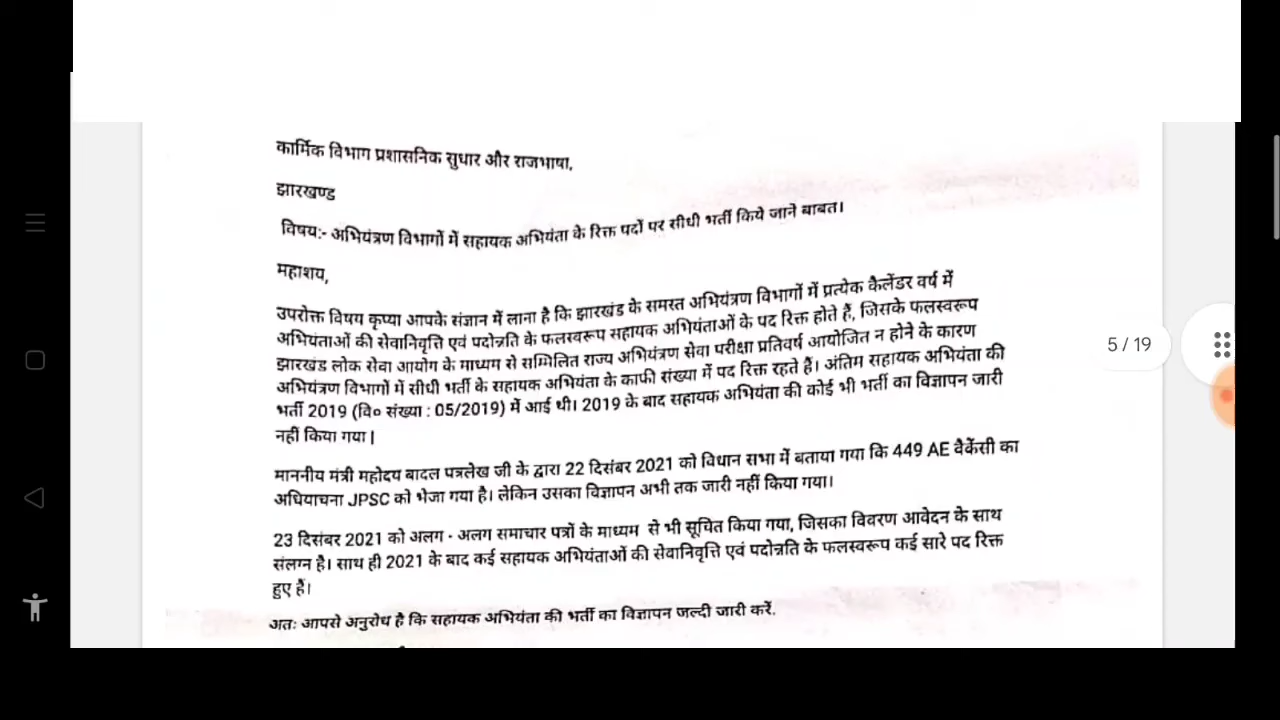 कार्मिक विभाग प्रशासनिक सुधार और राजभाषा,
झारखण्ड
विषय:- अभियंत्रण विभागों में सहायक अभियंता के रिक्त पदों पर सीधी भर्ती किये जाने बाबत।
महाशय,
उपरोक्त विषय कृप्या आपके संज्ञान में लाना है कि झारखंड के समस्त अभियंत्रण विभागों में प्रत्येक कैलेंडर वर्ष में
अभियंताओं की सेवानिवृत्ति एवं पदोन्नति के फलस्वरूप सहायक अभियंताओं के पद रिक्त होते हैं, जिसके फलस्वरूप
झारखंड लोक सेवा आयोग के माध्यम से सम्मिलित राज्य अभियंत्रण सेवा परीक्षा प्रतिवर्ष आयोजित न होने के कारण
अभियंत्रण विभागों में सीधी भर्ती के सहायक अभियंता के काफी संख्या में पद रिक्त रहते हैं। अंतिम सहायक अभियंता की
भर्ती 2019 (वि० संख्या : 05/2019) में आई थी। 2019 के बाद सहायक अभियंता की कोई भी भर्ती का विज्ञापन जारी
नहीं किया गया |
माननीय मंत्री महोदय बादल पत्रलेख जी के द्वारा 22 दिसंबर 2021 को विधान सभा में बताया गया कि 449 AE वैकेंसी का
अधियाचना JPSC को भेजा गया है। लेकिन उसका विज्ञापन अभी तक जारी नहीं किया गया।
23 दिसंबर 2021 को अलग - अलग समाचार पत्रों के माध्यम से भी सूचित किया गया, जिसका विवरण आवेदन के साथ
संलग्न है। साथ ही 2021 के बाद कई सहायक अभियंताओं की सेवानिवृत्ति एवं पदोन्नति के फलस्वरूप कई सारे पद रिक्त
हुए हैं।
अतः आपसे अनुरोध है कि सहायक अभियंता की भर्ती का विज्ञापन जल्दी जारी करें.
5 / 19